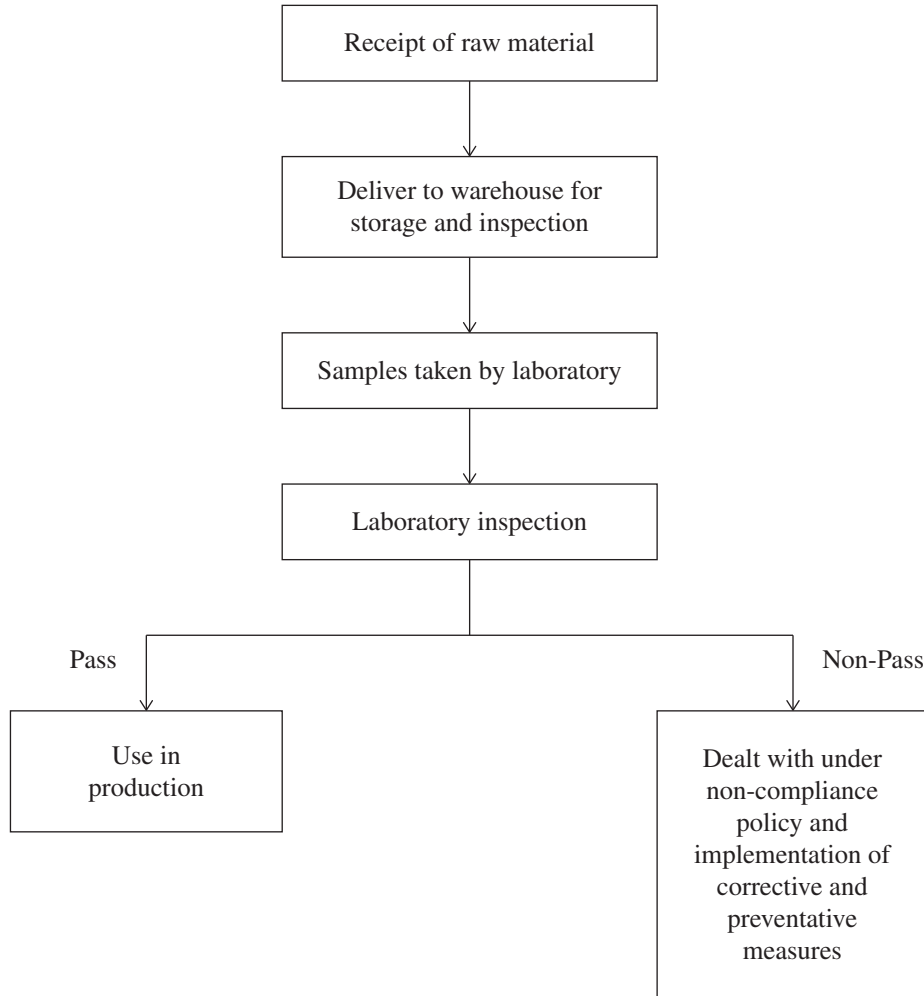 Receipt of raw material
Deliver to warehouse for
storage and inspection
Samples taken by laboratory
Laboratory inspection
Pass
Non-Pass
Use in
production
Dealt with under
non-compliance
policy and
implementation of
corrective and
preventative
measures